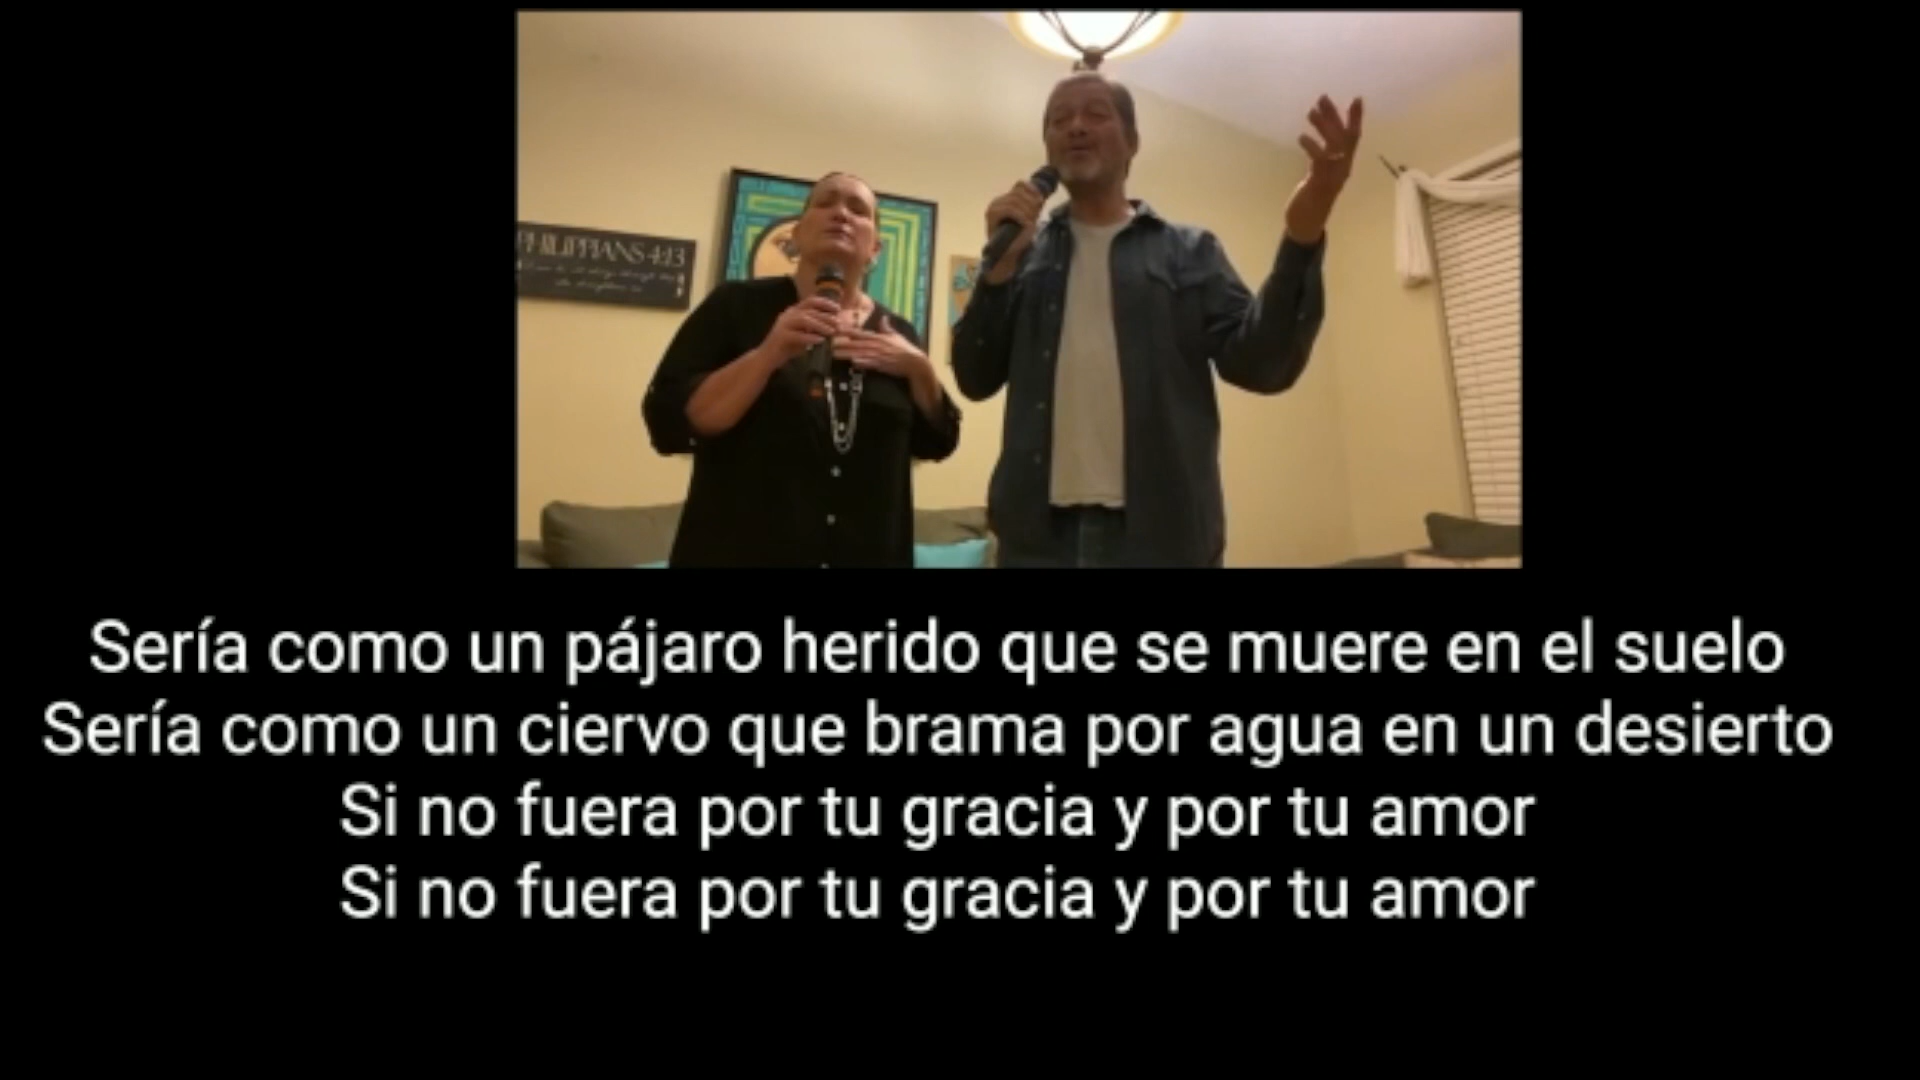 PHILIPPIANS 4:13
Sería como un pájaro herido que se muere en el suelo
Sería como un ciervo que brama por agua en un desierto
Si no fuera por tu gracia y por tu amor
Si no fuera por tu gracia y por tu amor